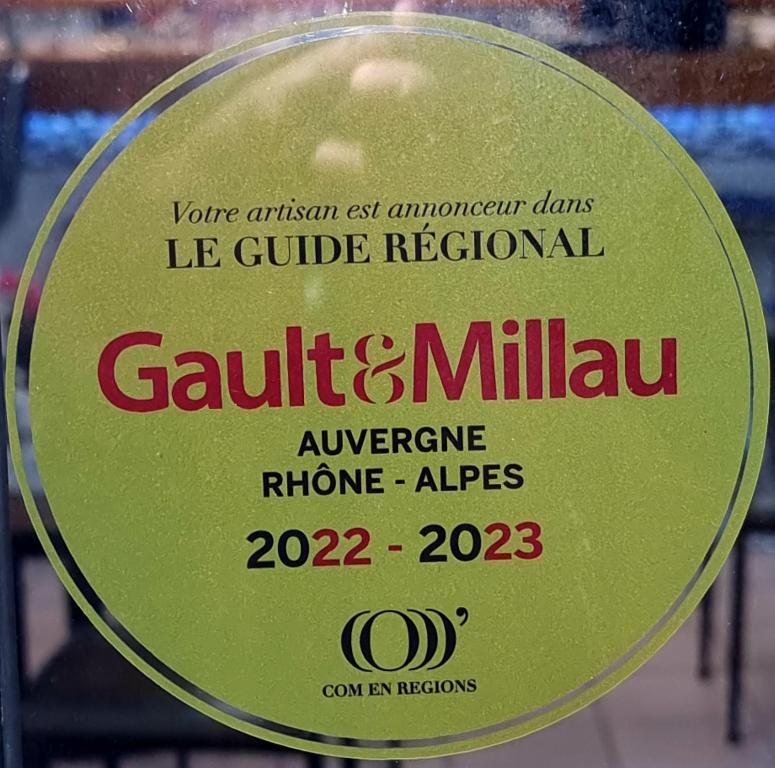 Votre artisan est annonceur dans
LE GUIDE RÉGIONAL
Gault&Millau
AUVERGNE
RHÔNE - ALPES
2022 - 2023
((O))’
COM EN REGIONS